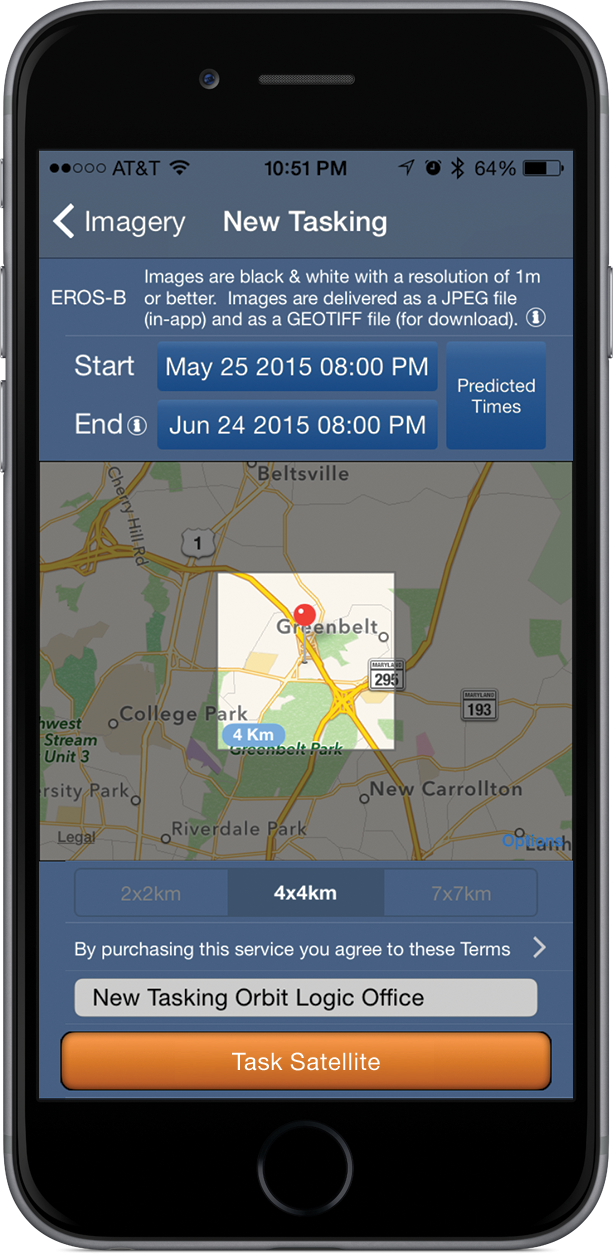 AT&T 10:51 PM 64%
Imagery New Tasking
EROS-B
Images are black & white with a resolution of 1m
or better. Images are delivered as a JPEG file
(in-app) and as a GEOTIFF file (for download).
Start May 25 2015 08:00 PM
Predicted
Times
End Jun 24 2015 08:00 PM
Beltsville
Cherry Hill Rd
1
Greenbelt
MARYLAND
295
MARYLAND
193
College Park
hwest
Stream
Unit 3
4 Km
Greenbelt Park
rsity Park
New Carrollton
Riverdale Park
Legal
Options
Lanh
2x2km 4x4km 7x7km
By purchasing this service you agree to these Terms
New Tasking Orbit Logic Office
Task Satellite